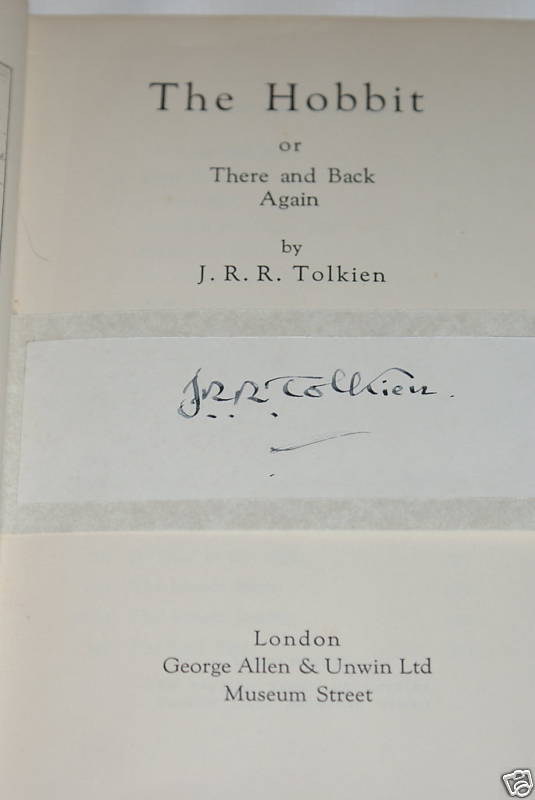 The Hobbit
or
There and Back
Again
by
J. R. R. Tolkien
J.R.R. Tolkien.
London
George Allen & Unwin Ltd
Museum Street